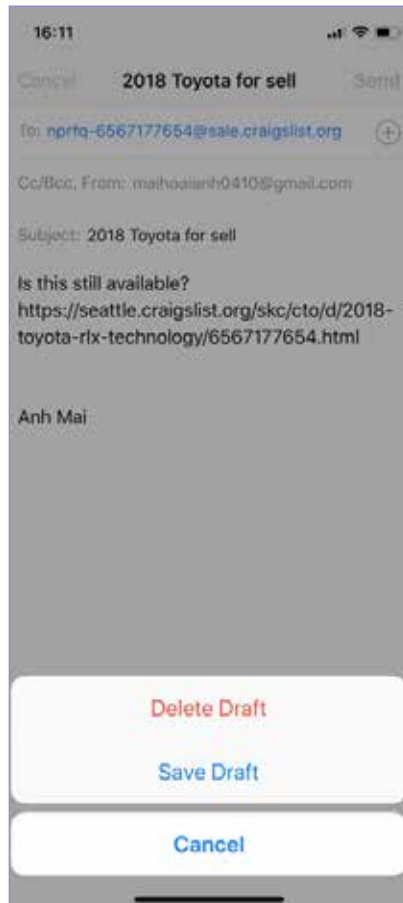 16:11
Cancel 2018 Toyota for sell Send
To: nprfq-6567177654@sale.craigslist.org
Cc/Bcc, From: maihoaianh0410@gmail.com
Subject: 2018 Toyota for sell
Is this still available?
https://seattle.craigslist.org/skc/cto/d/2018-
toyota-rlx-technology/6567177654.html
Anh Mai
Delete Draft
Save Draft
Cancel